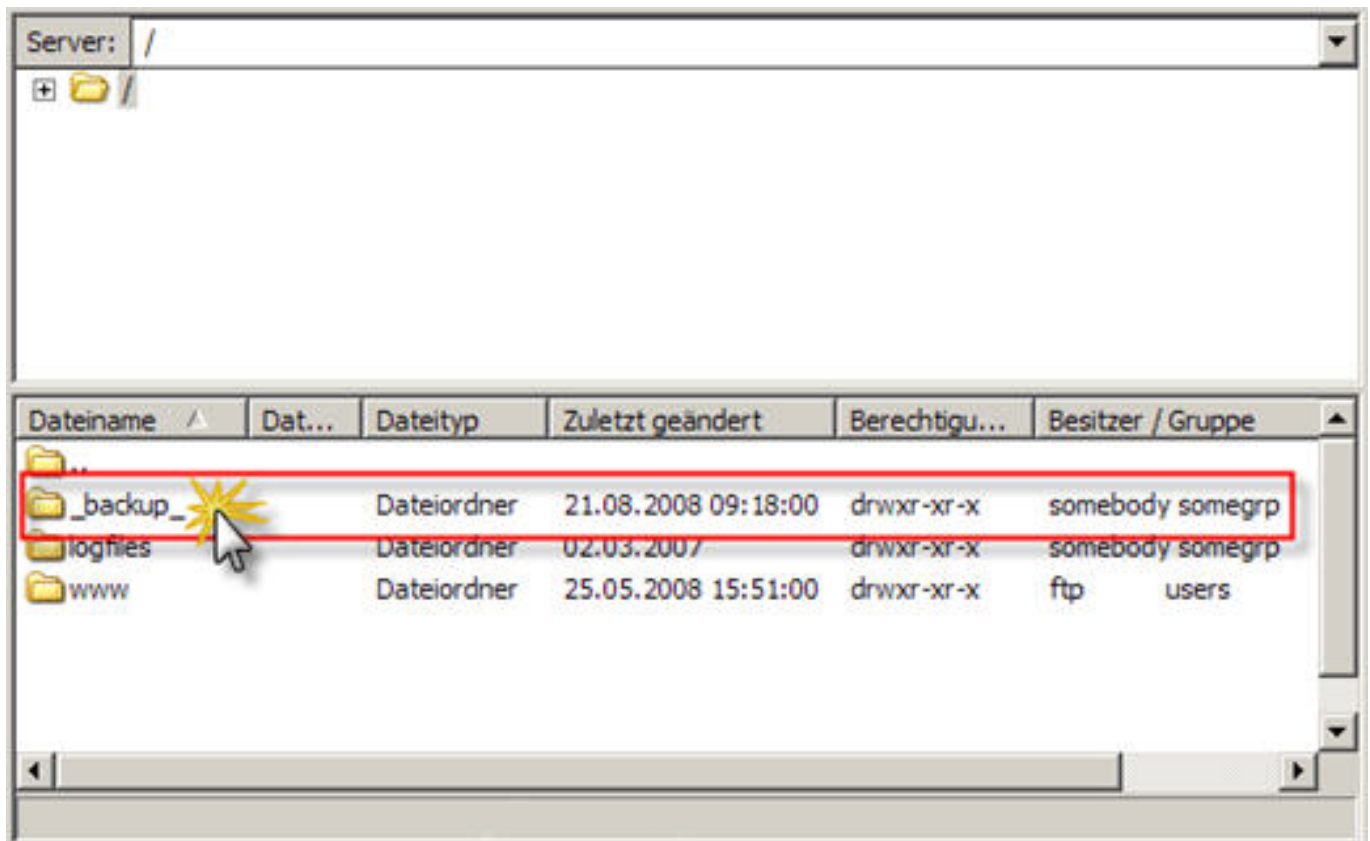 Server: /
/
Dateiname Dat... Dateityp Zuletzt geändert Berechtigu... Besitzer / Gruppe
..
_backup_ Dateiordner 21.08.2008 09:18:00 drwxr-xr-x somebody somegrp
logfiles Dateiordner 02.03.2007 drwxr-xr-x somebody somegrp
www Dateiordner 25.05.2008 15:51:00 drwxr-xr-x ftp users